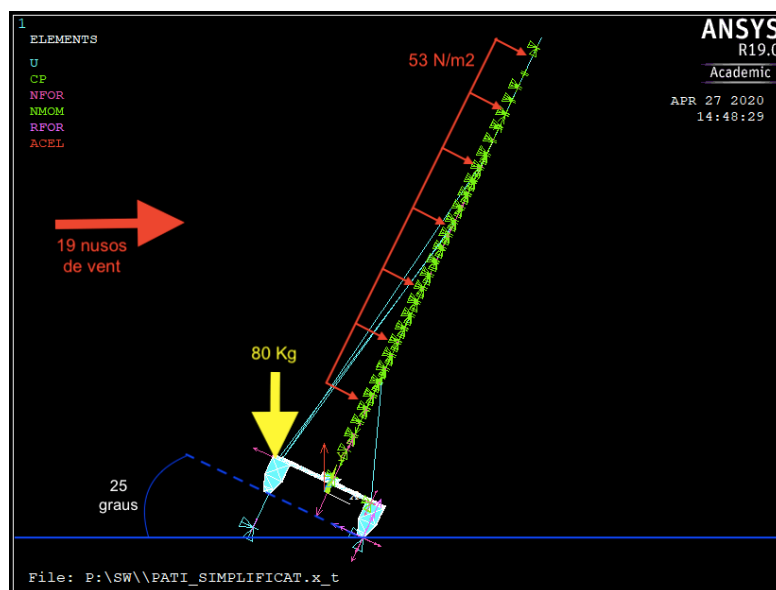 1
ELEMENTS
U
CP
NFOR
NMOM
RFOR
ACEL
ANSYS
R19.0
Academic
APR 27 2020
14:48:29
53 N/m2
19 nusos
de vent
80 Kg
25
graus
File: P:\SW\\PATI_SIMPLIFICAT.x_t